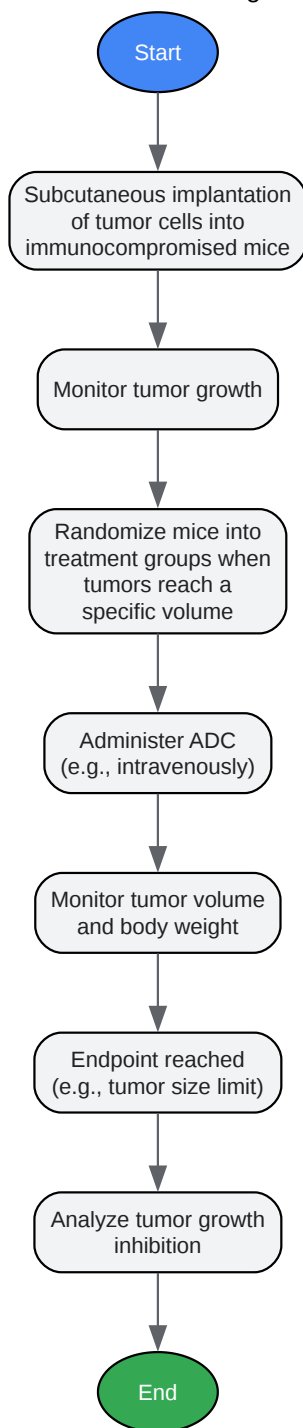 Start
Subcutaneous implantation
of tumor cells into
immunocompromised mice
Monitor tumor growth
Randomize mice into
treatment groups when
tumors reach a
specific volume
Administer ADC
(e.g., intravenously)
Monitor tumor volume
and body weight
Endpoint reached
(e.g., tumor size limit)
Analyze tumor growth
inhibition
End